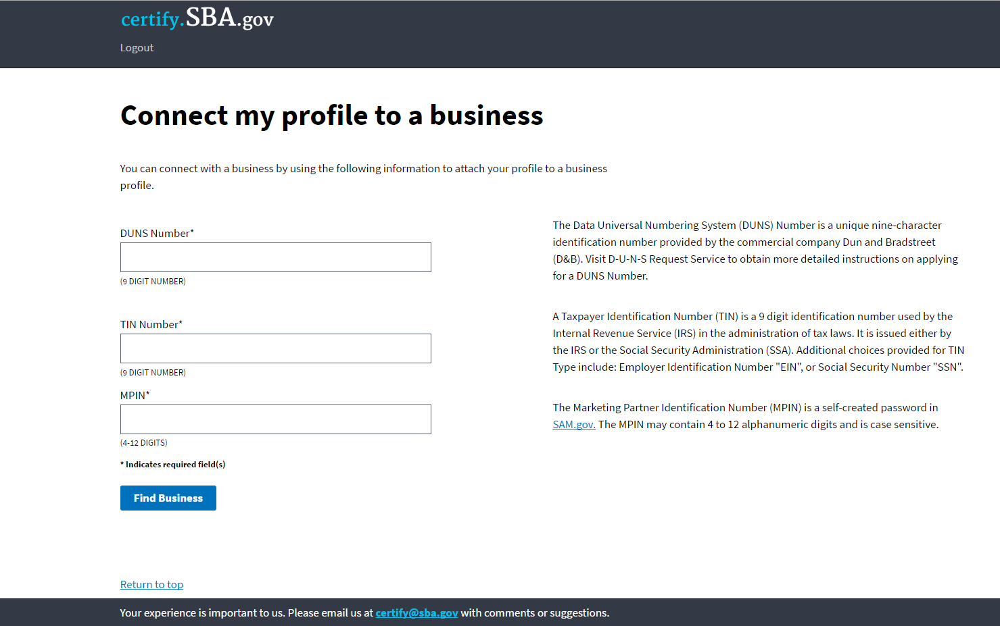 certify.SBA.gov
Logout
Connect my profile to a business
You can connect with a business by using the following information to attach your profile to a business
profile.
DUNS Number*
(9 DIGIT NUMBER)
The Data Universal Numbering System (DUNS) Number is a unique nine-character
identification number provided by the commercial company Dun and Bradstreet
(D&B). Visit D-U-N-S Request Service to obtain more detailed instructions on applying
for a DUNS Number.
TIN Number*
(9 DIGIT NUMBER)
A Taxpayer Identification Number (TIN) is a 9 digit identification number used by the
Internal Revenue Service (IRS) in the administration of tax laws. It is issued either by
the IRS or the Social Security Administration (SSA). Additional choices provided for TIN
Type include: Employer Identification Number "EIN", or Social Security Number "SSN".
MPIN*
(4-12 DIGITS)
The Marketing Partner Identification Number (MPIN) is a self-created password in
SAM.gov. The MPIN may contain 4 to 12 alphanumeric digits and is case sensitive.
* Indicates required field(s)
Find Business
Return to top
Your experience is important to us. Please email us at certify@sba.gov with comments or suggestions.